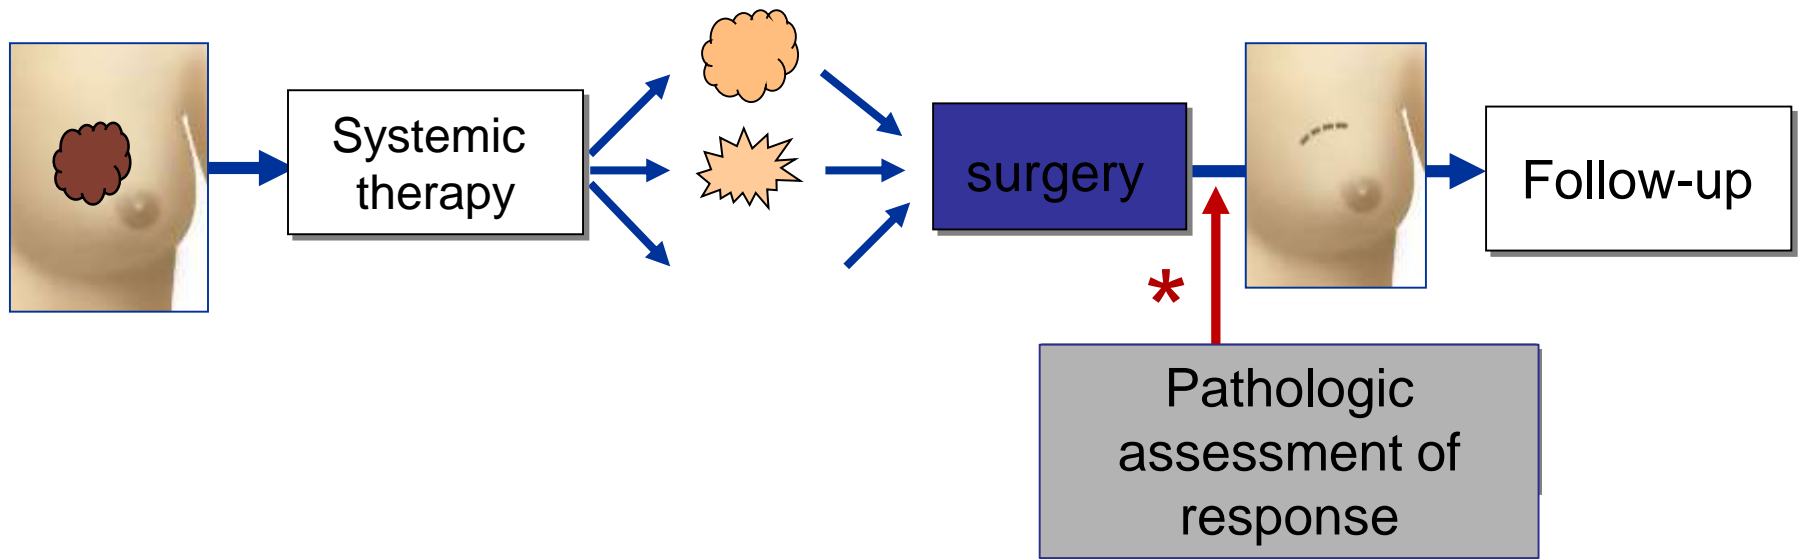 Systemic
therapy
surgery
Follow-up
*
Pathologic
assessment of
response